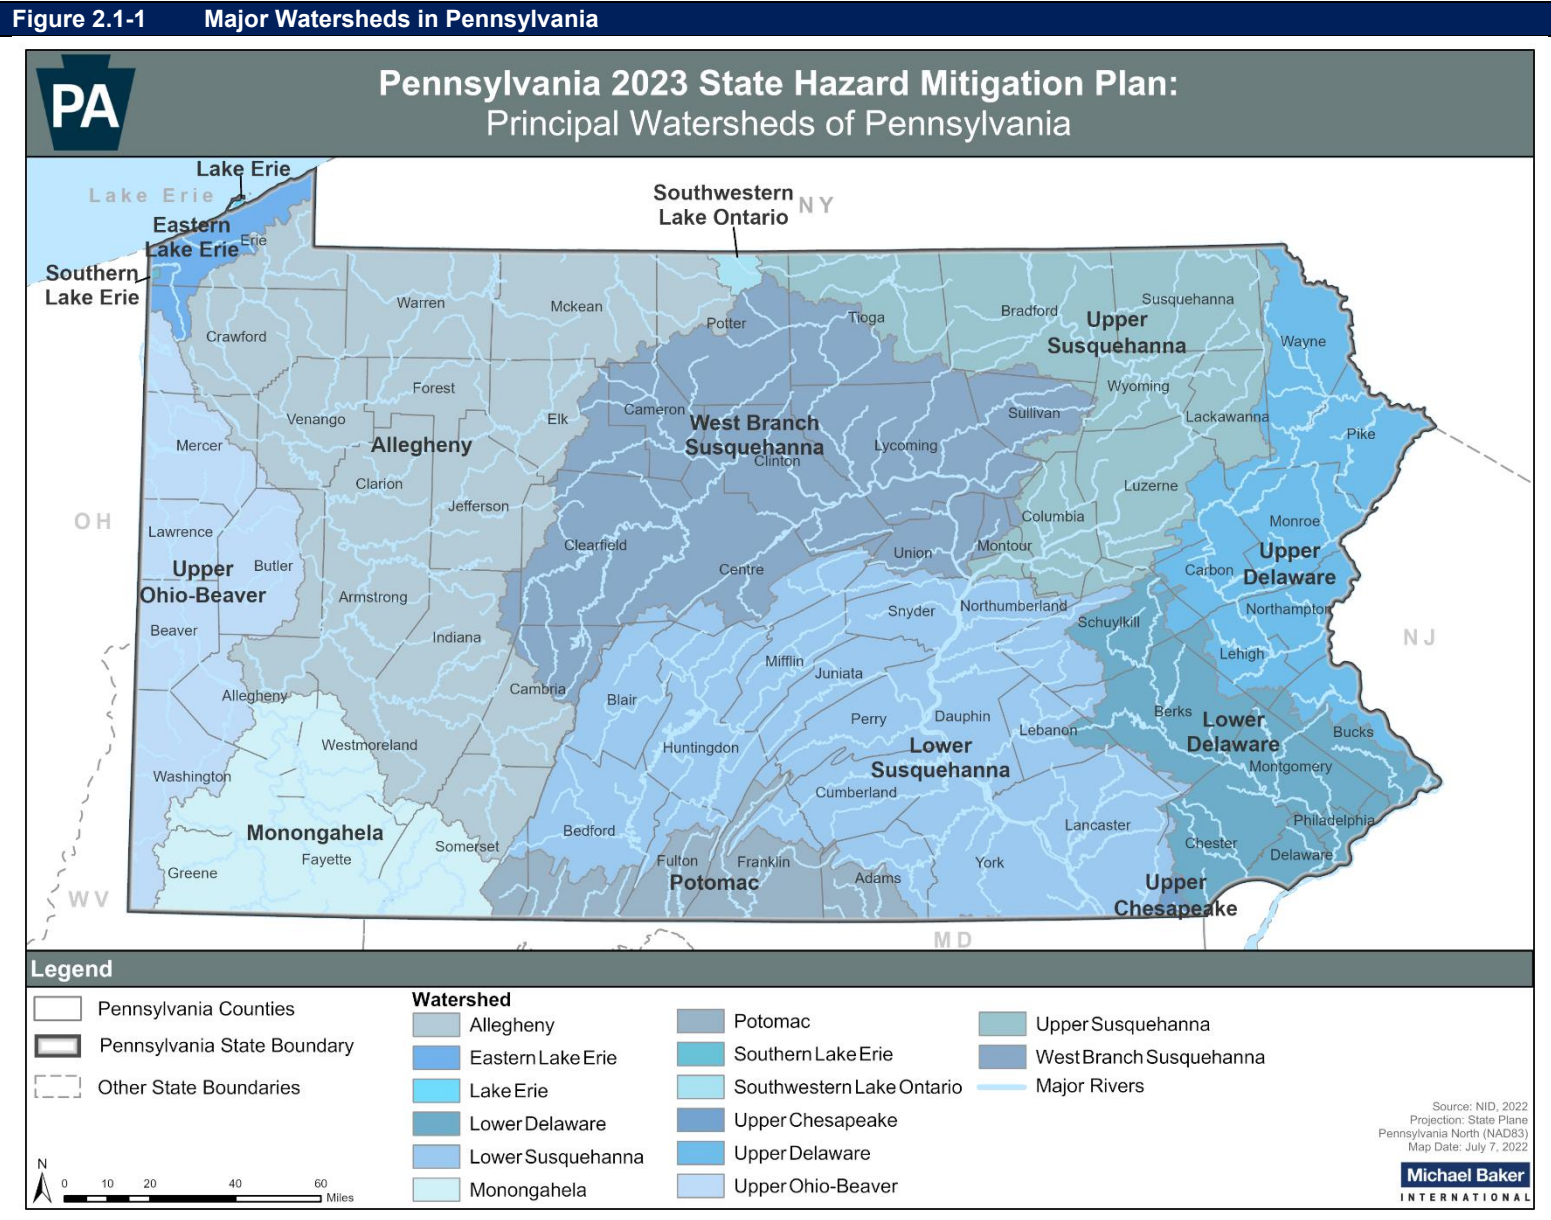 Figure 2.1-1 Major Watersheds in Pennsylvania
PA
Pennsylvania 2023 State Hazard Mitigation Plan:
Principal Watersheds of Pennsylvania
Lake Erie
Lake Erie
Southwestern
Lake Ontario
NY
Eastern
Lake Erie
Erie
Southern
Lake Erie
Warren
Mckean
Potter
Tioga
Bradford
Susquehanna
Upper
Susquehanna
Wayne
Crawford
Forest
Wyoming
Venango
Elk
Cameron
West Branch
Susquehanna
Clinton
Lycoming
Sullivan
Lackawanna
Pike
Mercer
Allegheny
Clarion
Jefferson
Luzerne
Columbia
Monroe
OH
Lawrence
Clearfield
Centre
Union
Montour
Upper
Delaware
Carbon
Upper
Ohio-Beaver
Butler
Armstrong
Snyder
Northumberland
Northampton
Schuylkill
Beaver
Indiana
NJ
Lehigh
Mifflin
Juniata
Allegheny
Cambria
Blair
Perry
Dauphin
Lebanon
Berks
Lower
Delaware
Bucks
Westmoreland
Huntingdon
Lower
Susquehanna
Montgomery
Washington
Cumberland
Monongahela
Fayette
Somerset
Bedford
Lancaster
Philadelphia
Greene
Fulton
Franklin
Potomac
Adams
York
Chester
Delaware
Upper
Chesapeake
WV
MD
Legend
Pennsylvania Counties
Pennsylvania State Boundary
Other State Boundaries
Watershed
Allegheny
Eastern Lake Erie
Lake Erie
Lower Delaware
Lower Susquehanna
Monongahela
Potomac
Southern Lake Erie
Southwestern Lake Ontario
Upper Chesapeake
Upper Delaware
Upper Ohio-Beaver
Upper Susquehanna
West Branch Susquehanna
Major Rivers
N
0 10 20 40 60
Miles
Source: NID, 2022
Projection: State Plane
Pennsylvania North (NAD83)
Map Date: July 7, 2022
Michael Baker
INTERNATIONAL